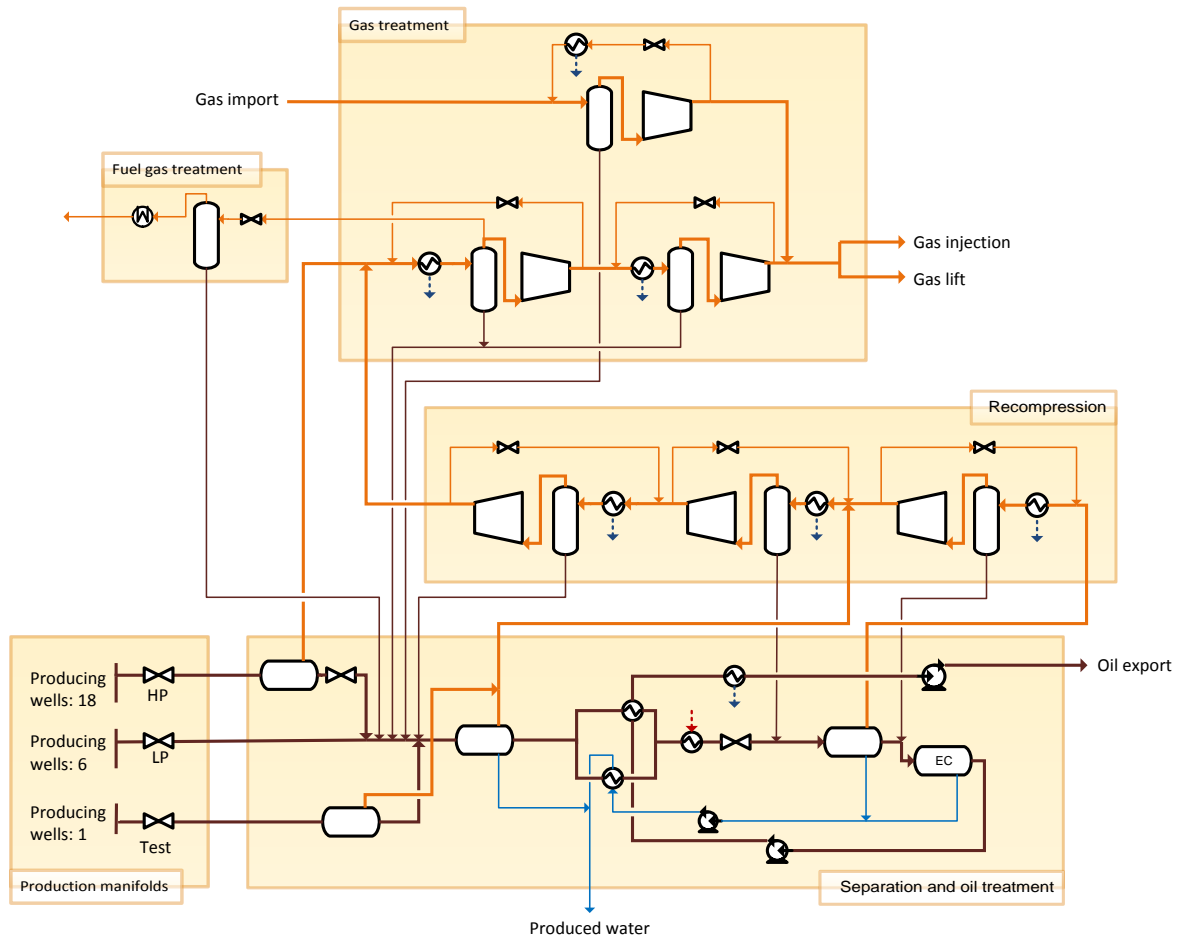 Gas treatment
Gas import
Fuel gas treatment
Gas injection
Gas lift
Recompression
Producing
wells: 18
HP
Oil export
Producing
wells: 6
LP
EC
Producing
wells: 1
Test
Production manifolds
Separation and oil treatment
Produced water